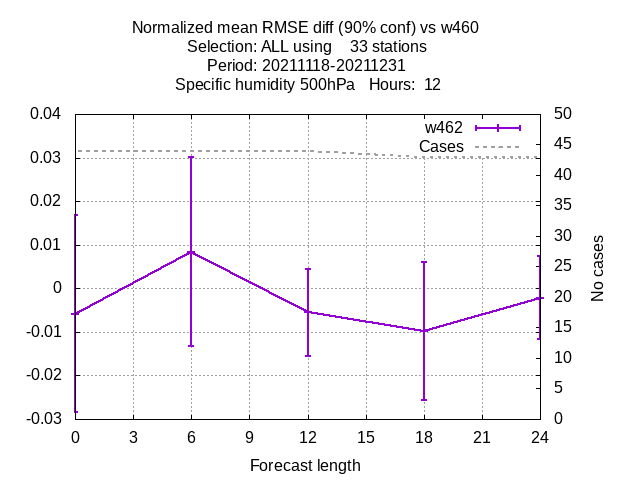 Normalized mean RMSE diff (90% conf) vs w460
Selection: ALL using    33 stations
Period: 20211118-20211231
Specific humidity 500hPa   Hours:  12
w462
Cases
0.04
0.03
0.02
0.01
0
-0.01
-0.02
-0.03
50
45
40
35
30
25
20
15
10
5
0
No cases
0 3 6 9 12 15 18 21 24
Forecast length